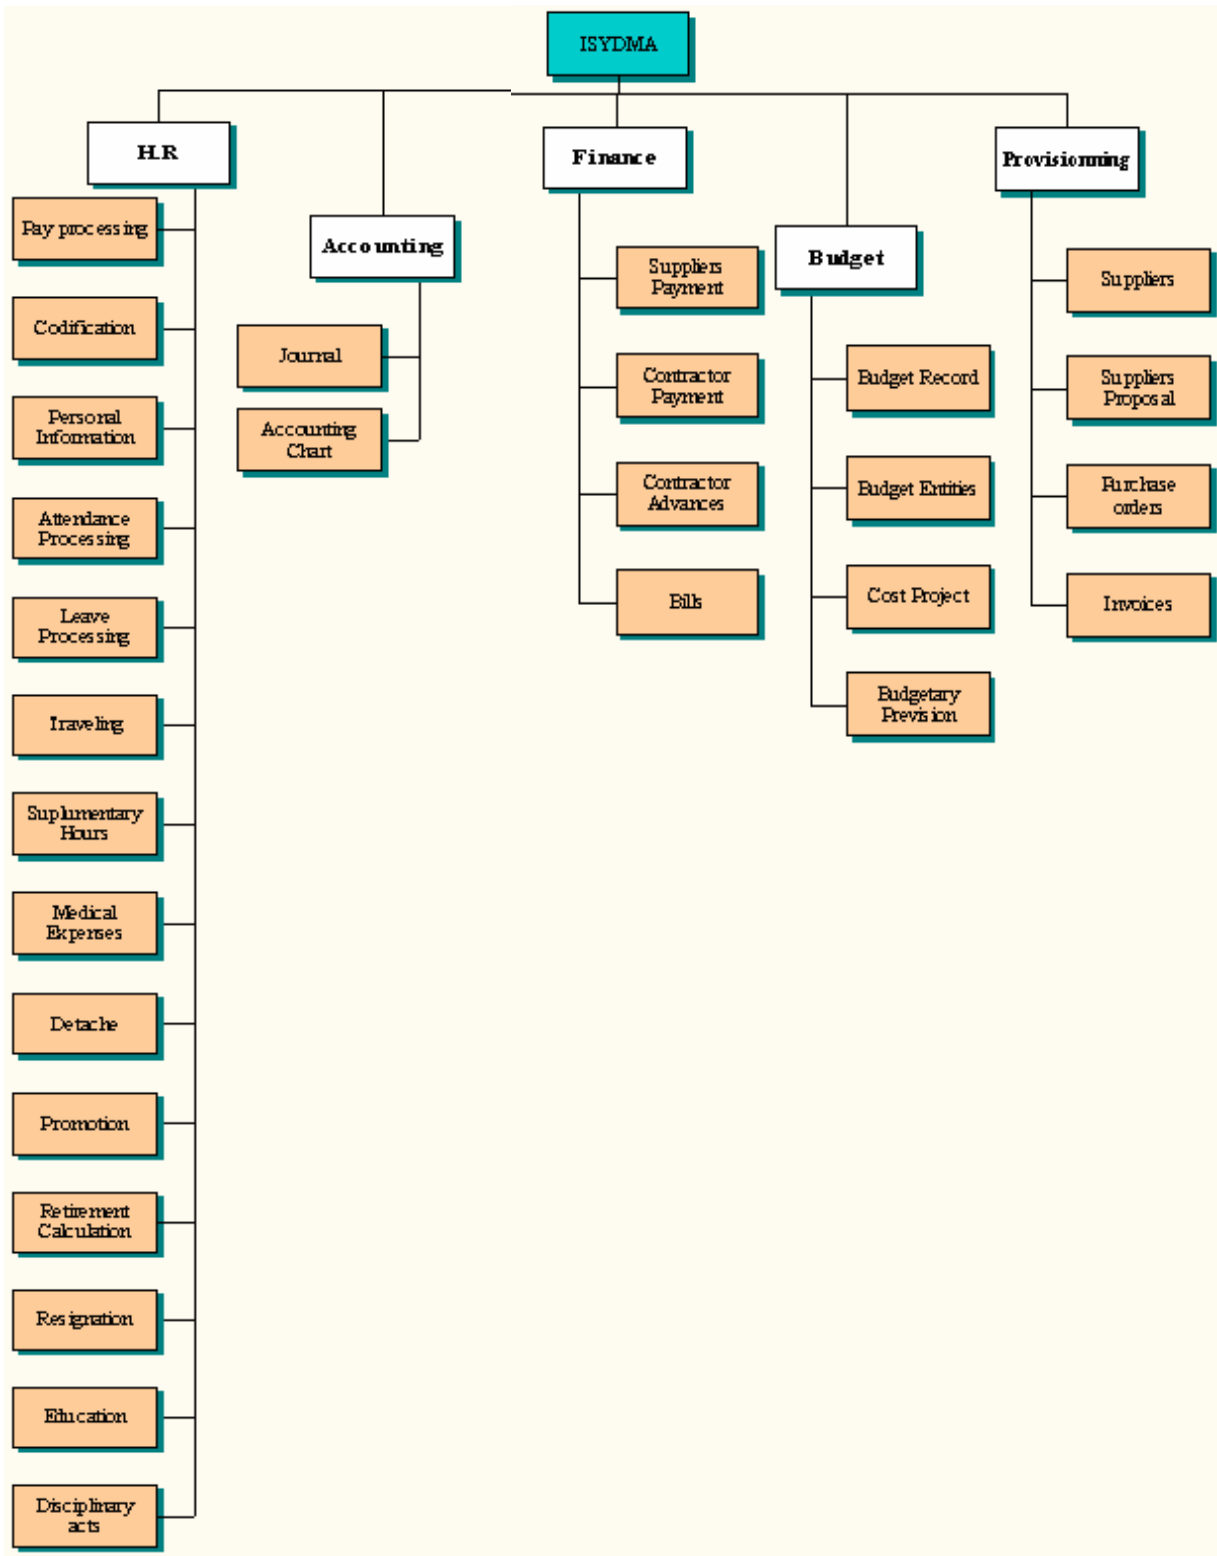 ISYDMA
H.R
Pay processing
Codification
Personal
Information
Attendance
Processing
Leave
Processing
Traveling
Suplumentary
Hours
Medical
Expenses
Detache
Promotion
Retirement
Calculation
Resignation
Education
Disciplinary
acts
Accounting
Journal
Accounting
Chart
Finance
Suppliers
Payment
Contractor
Payment
Contractor
Advances
Bills
Budget
Budget Record
Budget Entities
Cost Project
Budgetary
Prevision
Provisionning
Suppliers
Suppliers
Proposal
Purchase
orders
Invoices